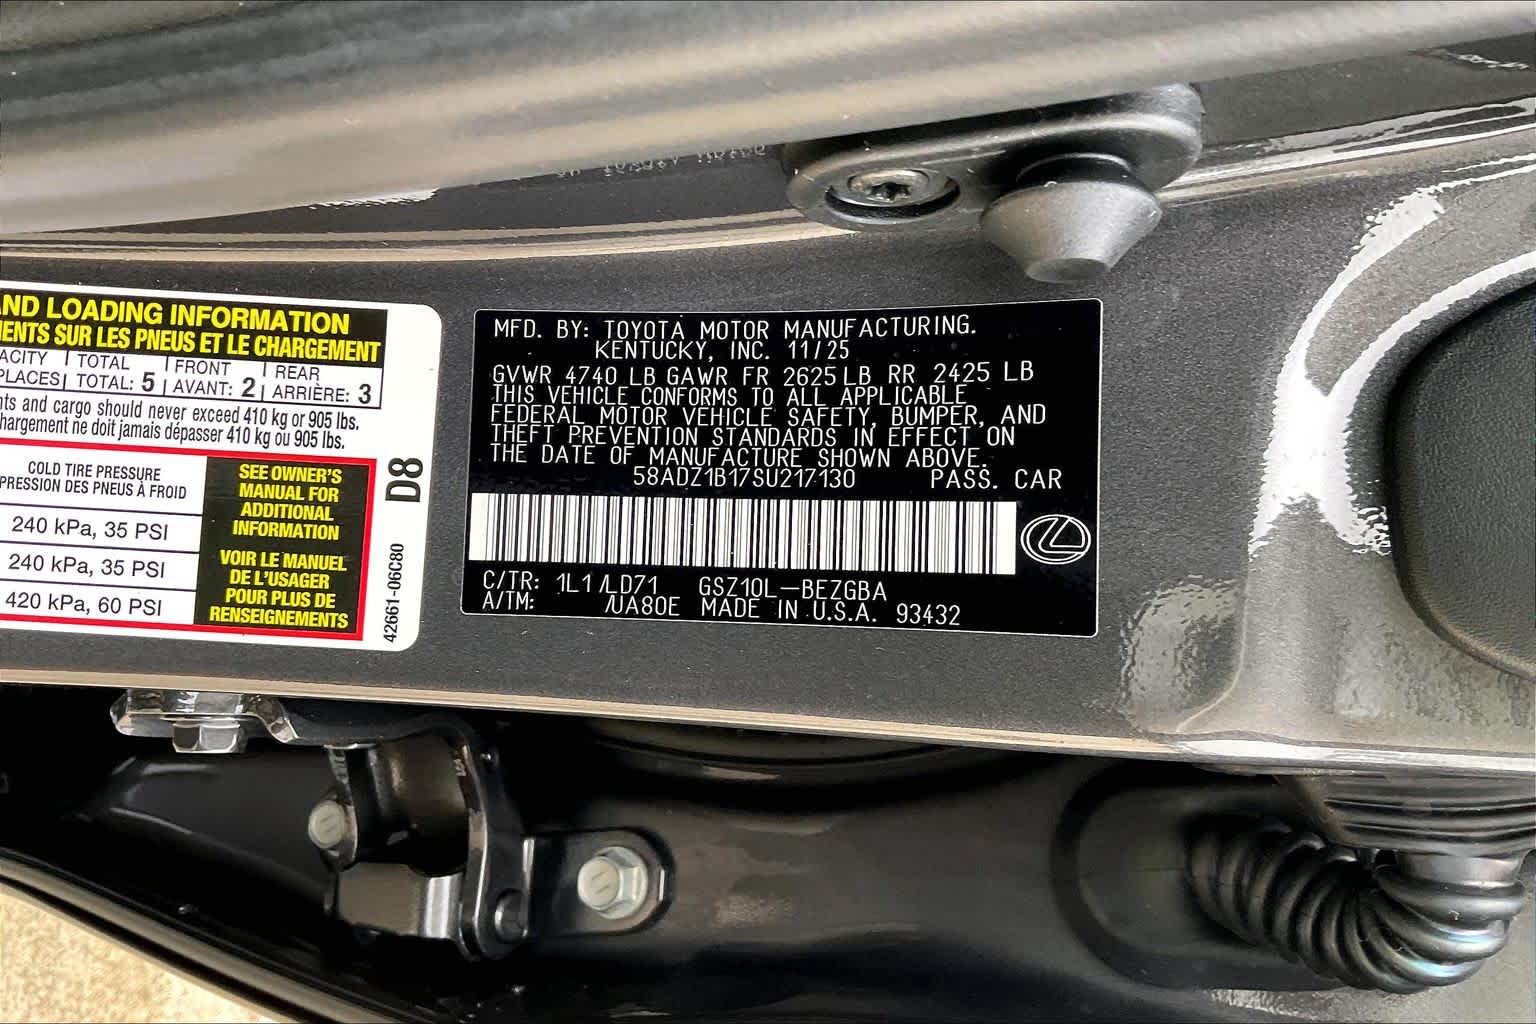 AND LOADING INFORMATION
ENTS SUR LES PNEUS ET LE CHARGEMENT
ACITY TOTAL FRONT REAR
PLACES TOTAL: 5 AVANT: 2 ARRIÈRE: 3
nts and cargo should never exceed 410 kg or 905 lbs.
hargement ne doit jamais dépasser 410 kg ou 905 lbs.
COLD TIRE PRESSURE
PRESSION DES PNEUS À FROID
240 kPa, 35 PSI
240 kPa, 35 PSI
420 kPa, 60 PSI
SEE OWNER'S
MANUAL FOR
ADDITIONAL
INFORMATION
VOIR LE MANUEL
DE L'USAGER
POUR PLUS DE
RENSEIGNEMENTS
D8
42661-06C80
MFD. BY: TOYOTA MOTOR MANUFACTURING.
KENTUCKY, INC. 11/25
GVWR 4740 LB GAWR FR 2625 LB RR 2425 LB
THIS VEHICLE CONFORMS TO ALL APPLICABLE
FEDERAL MOTOR VEHICLE SAFETY, BUMPER, AND
THEFT PREVENTION STANDARDS IN EFFECT ON
THE DATE OF MANUFACTURE SHOWN ABOVE.
58ADZ1B17SU217130 PASS. CAR
C/TR: 1L1/LD71 GSZ10L-BEZGBA
A/TM: /UA80E MADE IN U.S.A. 93432